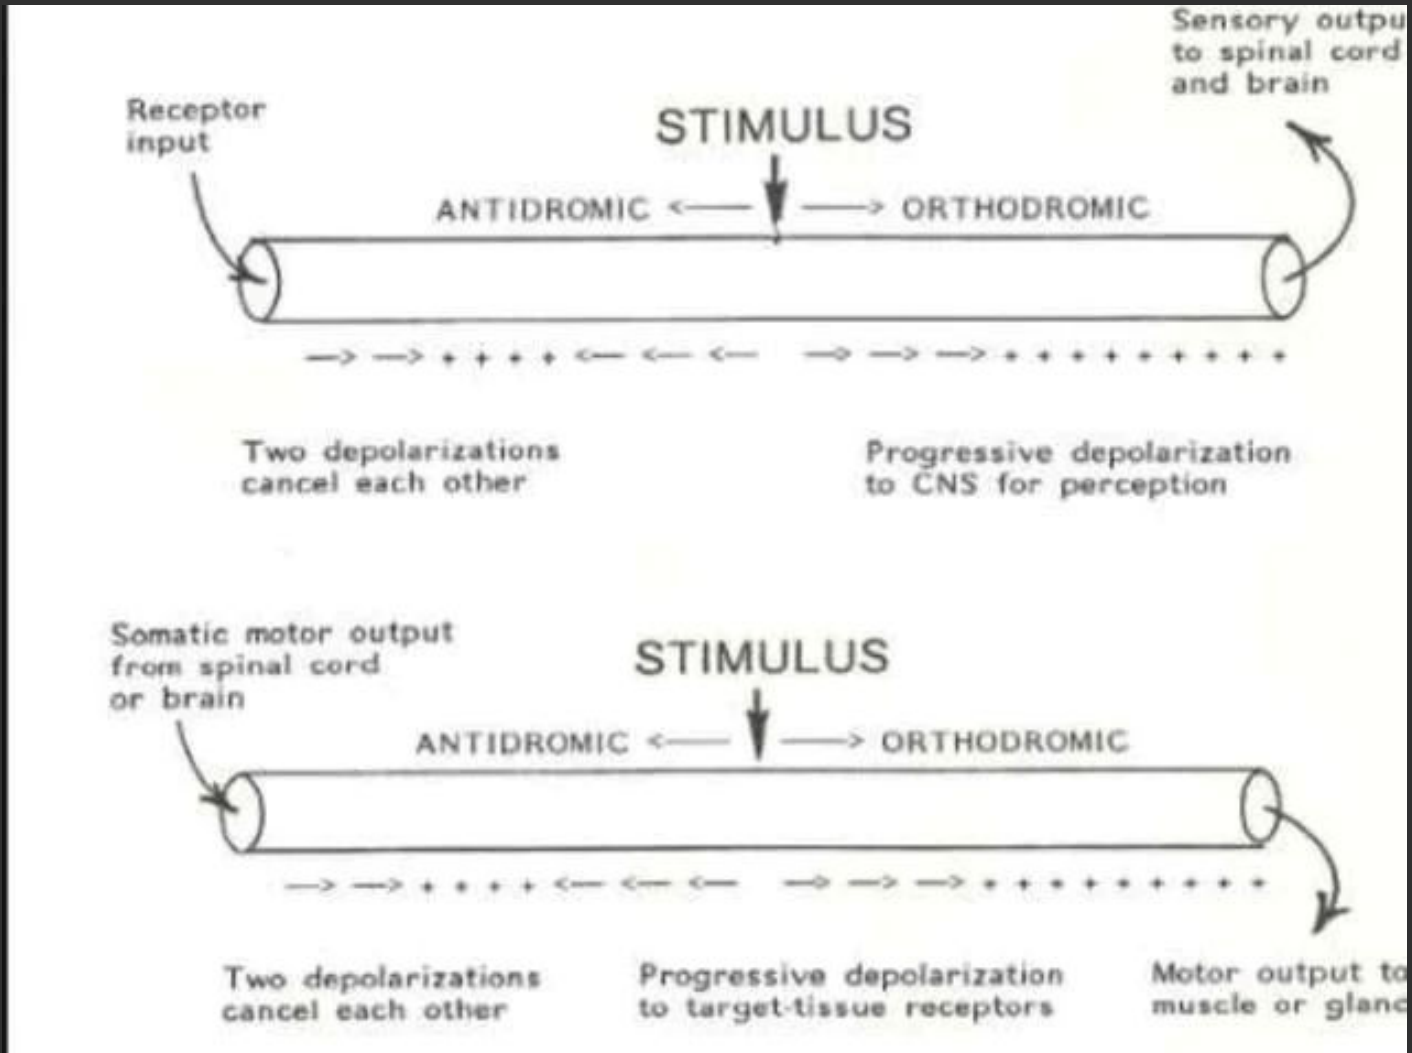 Sensory outpu
to spinal cord
and brain
Receptor
input
STIMULUS
ANTIDROMIC
ORTHODROMIC
Two depolarizations
cancel each other
Progressive depolarization
to CNS for perception
Somatic motor output
from spinal cord
or brain
STIMULUS
ANTIDROMIC
ORTHODROMIC
Two depolarizations
cancel each other
Progressive depolarization
to target-tissue receptors
Motor output to
muscle or glanc